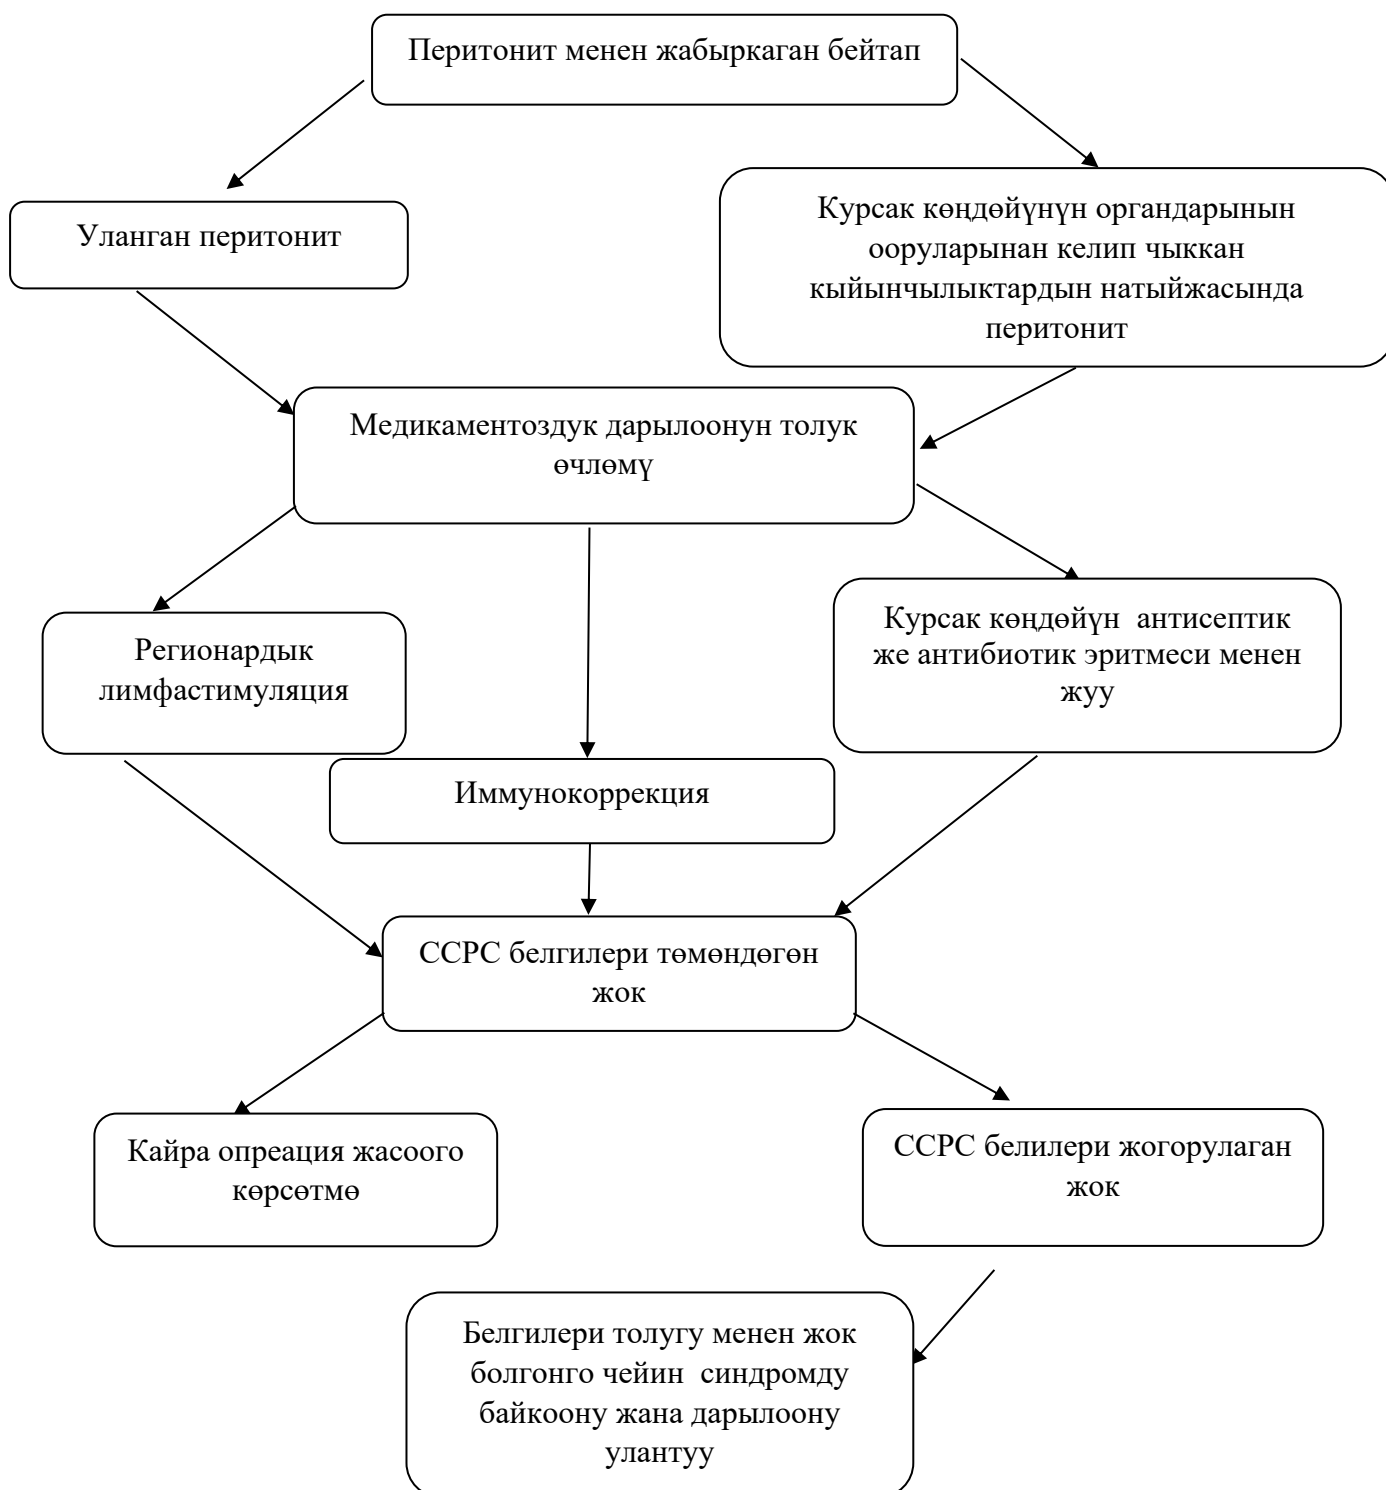 Перитонит менен жабыркаган бейтап
Уланган перитонит
Курсак көңдөйүнүн органдарынын
ооруларынан келип чыккан
кыйынчылыктардын натыйжасында
перитонит
Медикаментоздук дарылоонун толук
өчлөмү
Регионардык
лимфастимуляция
Курсак көңдөйүн антисептик
же антибиотик эритмеси менен
жуу
Иммунокоррекция
ССРС белгилери төмөндөгөн
жок
Кайра опреация жасоого
көрсөтмө
ССРС белилери жогорулаган
жок
Белгилери толугу менен жок
болгонго чейин синдромду
байкоону жана дарылоону
улантуу